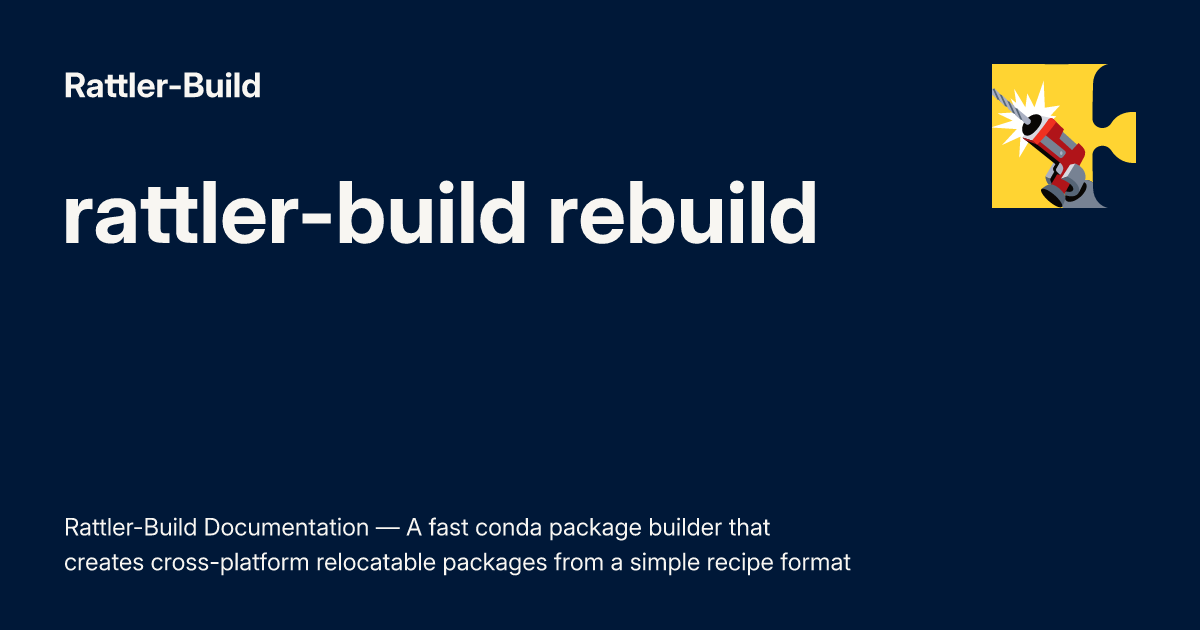 Rattler-Build
rattler-build rebuild
Rattler-Build Documentation — A fast conda package builder that
creates cross-platform relocatable packages from a simple recipe format